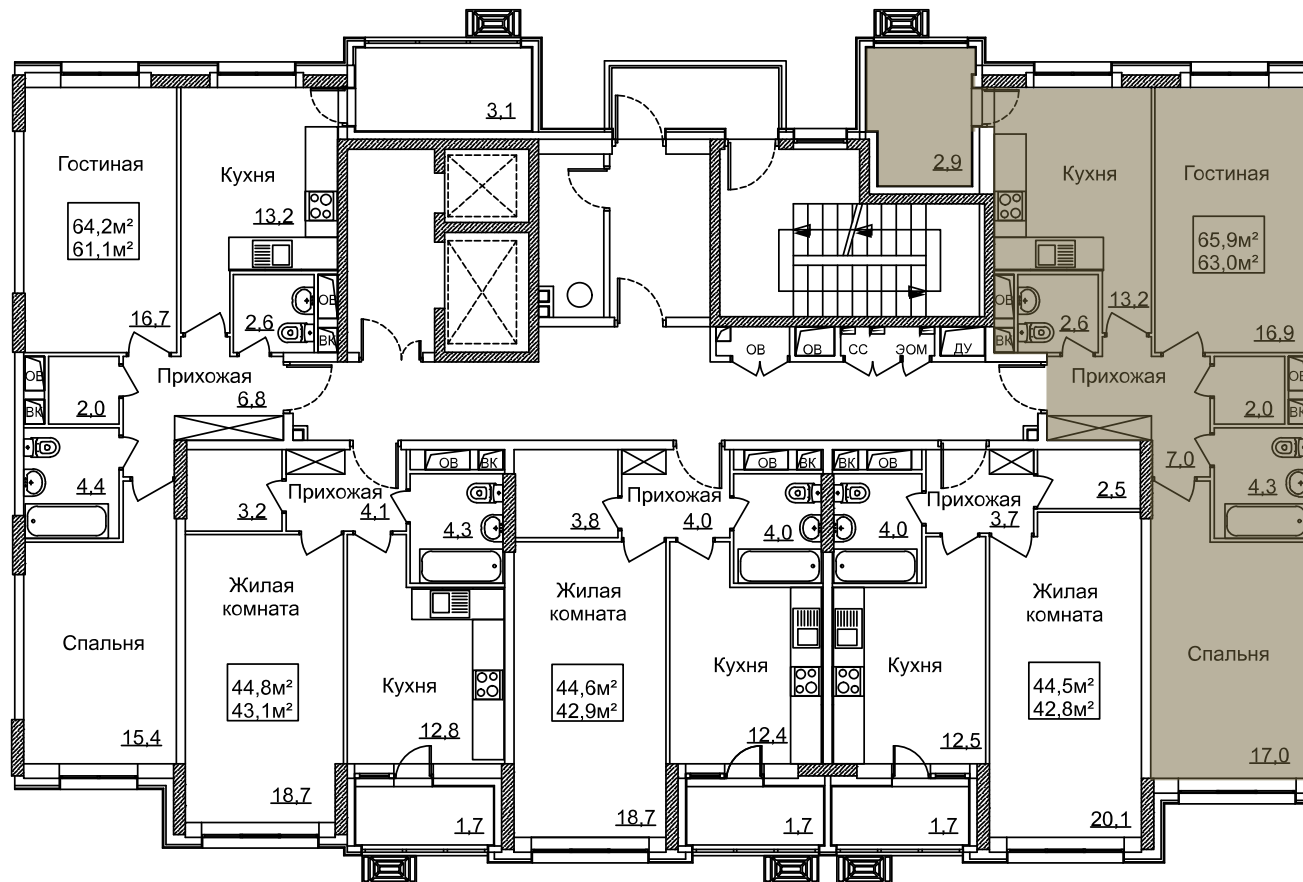 3,1
2,9
Гостиная
64,2м²
61,1м²
16,7
Кухня
13,2
2,6
ОВ
ВК
Кухня
13,2
2,6
ОВ
ВК
Гостиная
65,9м²
63,0м²
16,9
ОВ
ОВ
СС
ЭОМ
ДУ
ОВ
ВК
2,0
Прихожая
6,8
4,4
Прихожая
7,0
2,0
ОВ
ВК
4,3
3,2
Прихожая
4,1
ОВ
ВК
4,3
3,8
Прихожая
4,0
ОВ
ВК
4,0
ВК
ОВ
4,0
Прихожая
3,7
2,5
Спальня
15,4
Жилая
комната
44,8м²
43,1м²
18,7
Кухня
12,8
1,7
Жилая
комната
44,6м²
42,9м²
18,7
Кухня
12,4
1,7
Кухня
12,5
1,7
Жилая
комната
44,5м²
42,8м²
20,1
Спальня
17,0